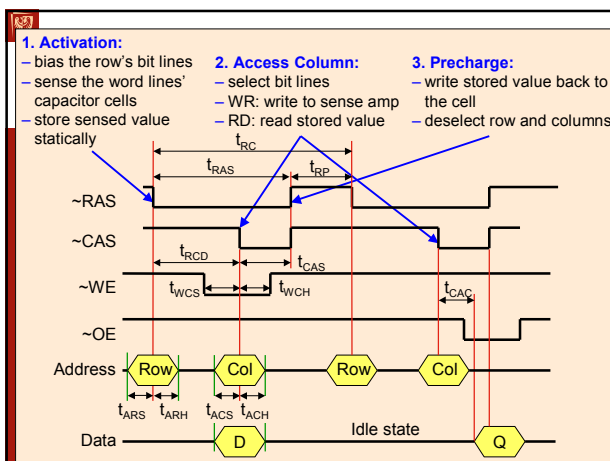 1. Activation:
– bias the row's bit lines
– sense the word lines'
capacitor cells
– store sensed value
statically
2. Access Column:
– select bit lines
– WR: write to sense amp
– RD: read stored value
3. Precharge:
– write stored value back to
the cell
– deselect row and columns
tRC
tRAS
tRP
~RAS
~CAS
tRCD
tCAS
~WE
tWCS
tWCH
tCAC
~OE
Address
Row
Col
Row
Col
tARS
tARH
tACS
tACH
Data
D
Idle state
Q